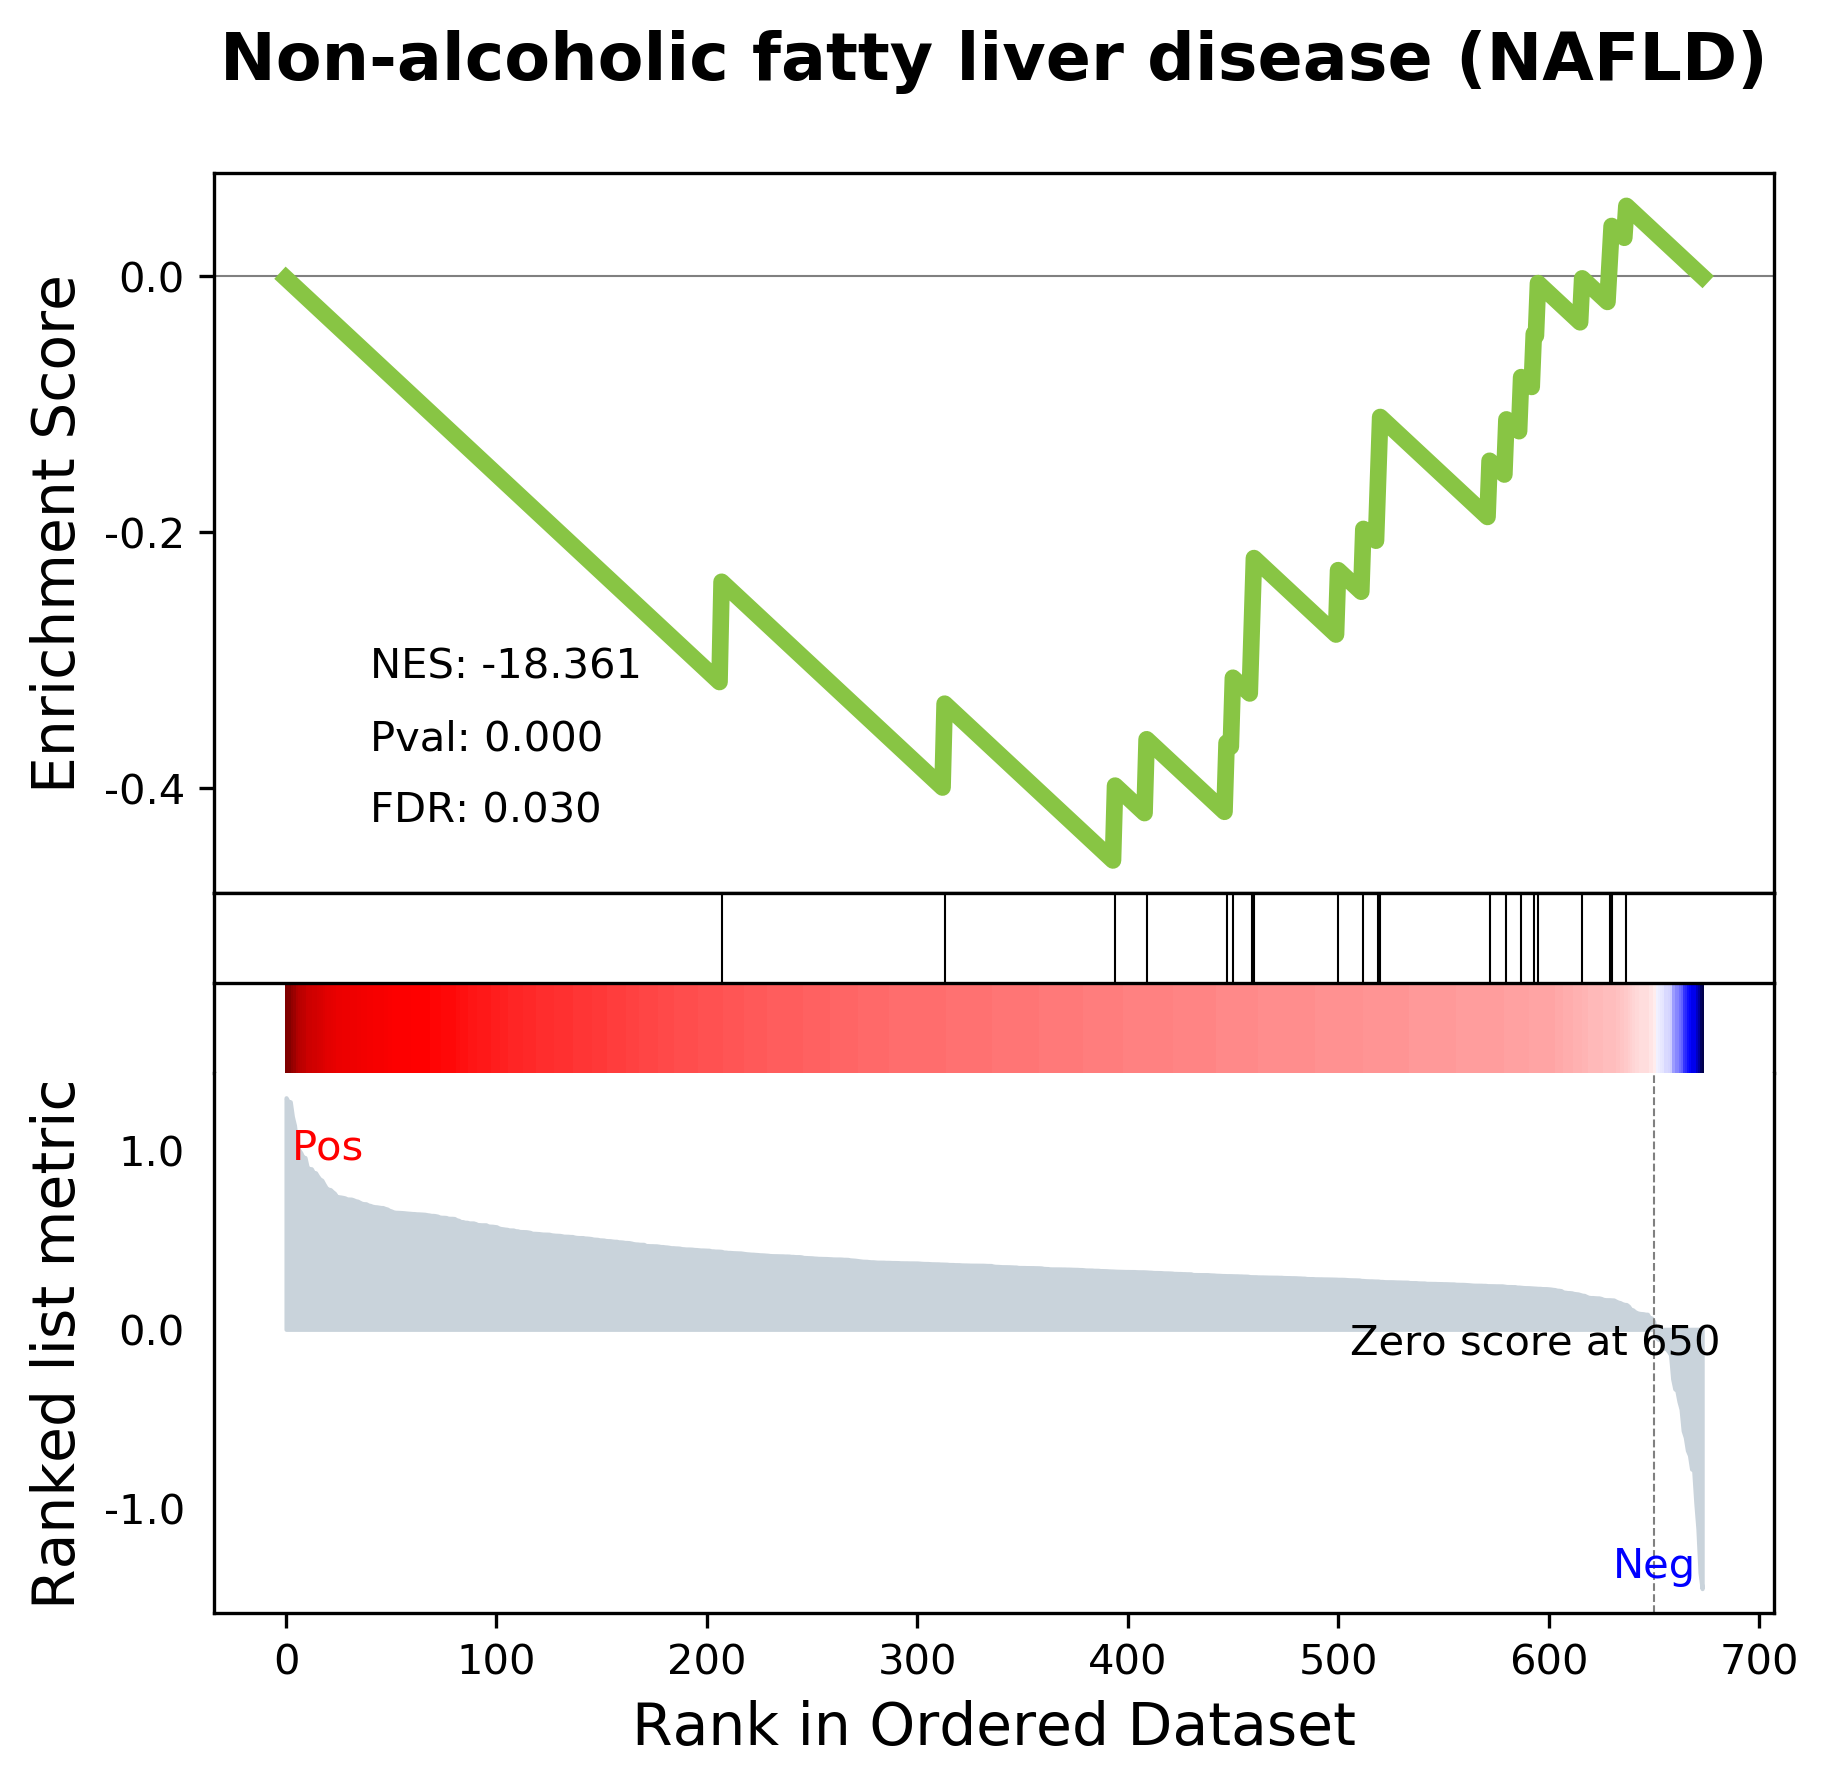 Non-alcoholic fatty liver disease (NAFLD)
Enrichment Score
0.0
-0.2
-0.4
NES: -18.361
Pval: 0.000
FDR: 0.030
Ranked list metric
1.0
0.0
-1.0
Pos
Zero score at 650
Neg
0 100 200 300 400 500 600 700
Rank in Ordered Dataset